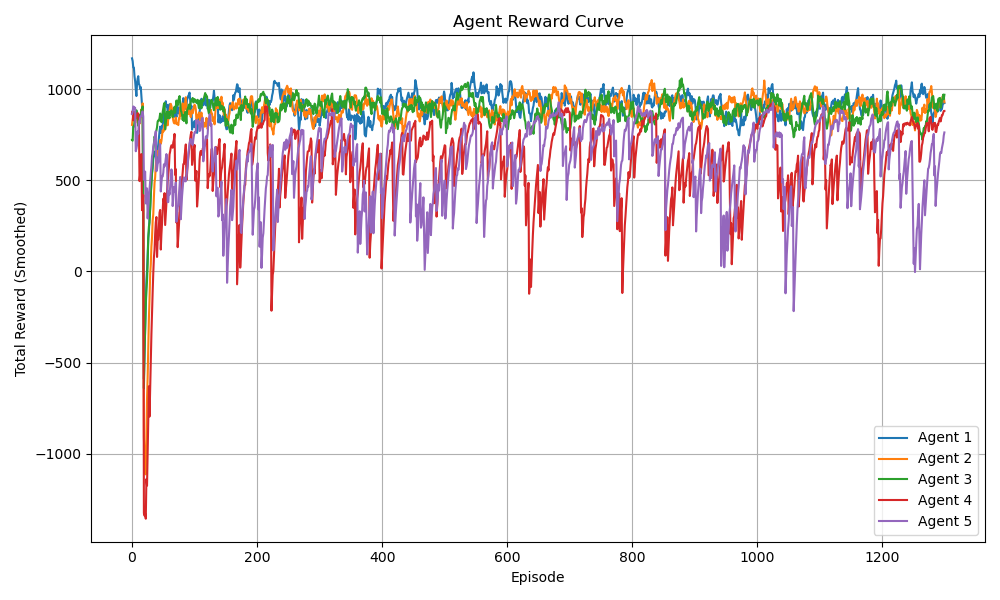 Agent Reward Curve
Total Reward (Smoothed)
1000
500
0
−500
−1000
0 200 400 600 800 1000 1200
Episode
Agent 1
Agent 2
Agent 3
Agent 4
Agent 5